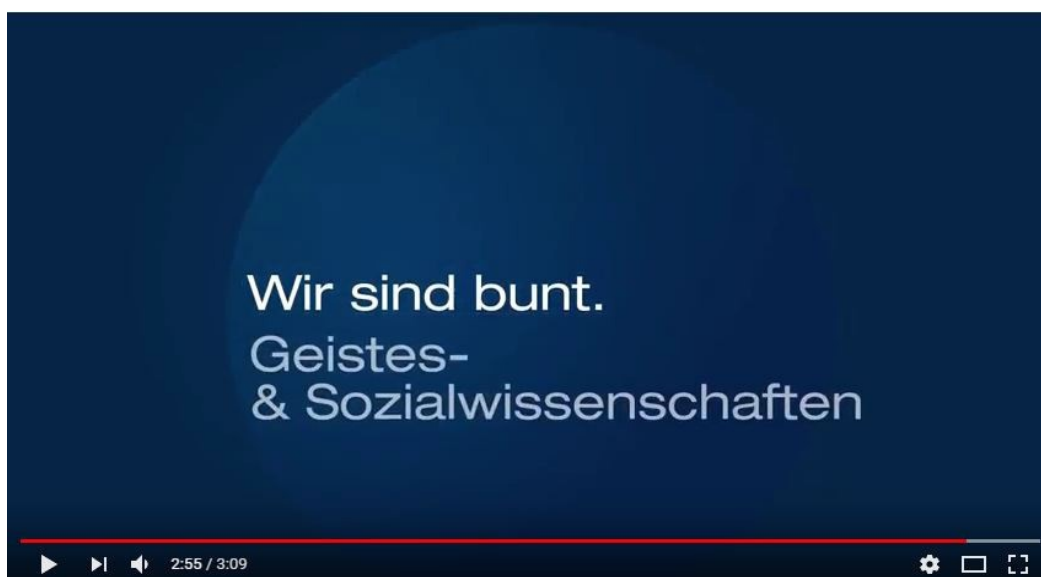 Wir sind bunt.
Geistes-
& Sozialwissenschaften
2:55 / 3:09